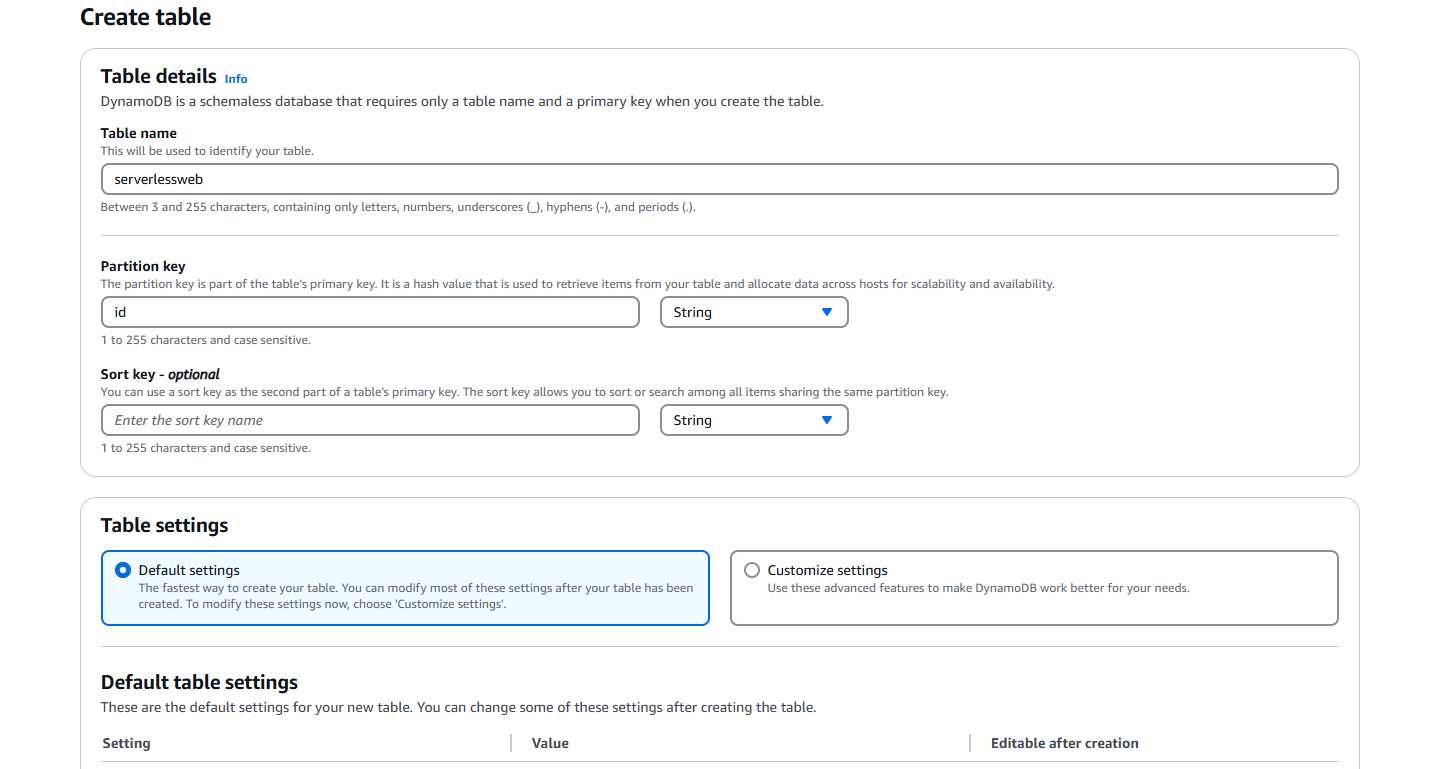 Create table
Table details Info
DynamoDB is a schemaless database that requires only a table name and a primary key when you create the table.
Table name
This will be used to identify your table.
serverlessweb
Between 3 and 255 characters, containing only letters, numbers, underscores (_), hyphens (-), and periods (.).
Partition key
The partition key is part of the table's primary key. It is a hash value that is used to retrieve items from your table and allocate data across hosts for scalability and availability.
id String
1 to 255 characters and case sensitive.
Sort key - optional
You can use a sort key as the second part of a table's primary key. The sort key allows you to sort or search among all items sharing the same partition key.
Enter the sort key name String
1 to 255 characters and case sensitive.
Table settings
Default settings
The fastest way to create your table. You can modify most of these settings after your table has been
created. To modify these settings now, choose 'Customize settings'.
Customize settings
Use these advanced features to make DynamoDB work better for your needs.
Default table settings
These are the default settings for your new table. You can change some of these settings after creating the table.
Setting Value Editable after creation